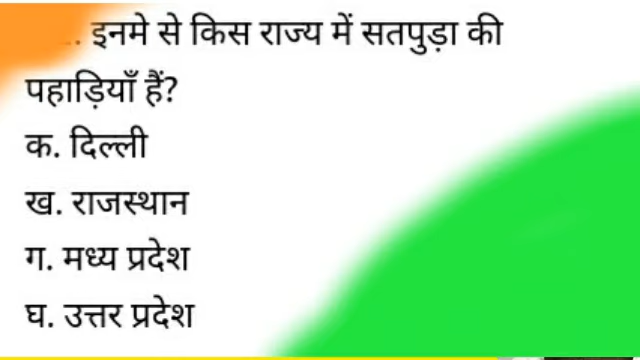 इनमे से किस राज्य में सतपुड़ा की
पहाड़ियाँ हैं?
क. दिल्ली
ख. राजस्थान
ग. मध्य प्रदेश
घ. उत्तर प्रदेश